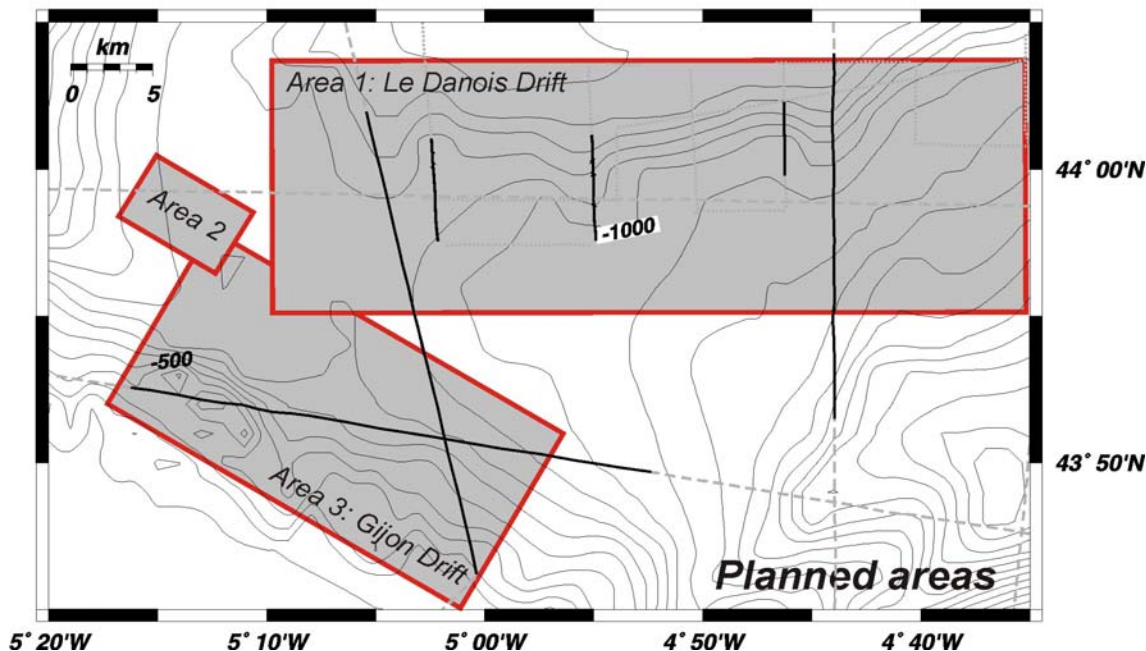 km
0 5
Area 1: Le Danois Drift
44° 00'N
Area 2
-1000
-500
43° 50'N
Area 3: Gijon Drift
Planned areas
5° 20'W 5° 10'W 5° 00'W 4° 50'W 4° 40'W